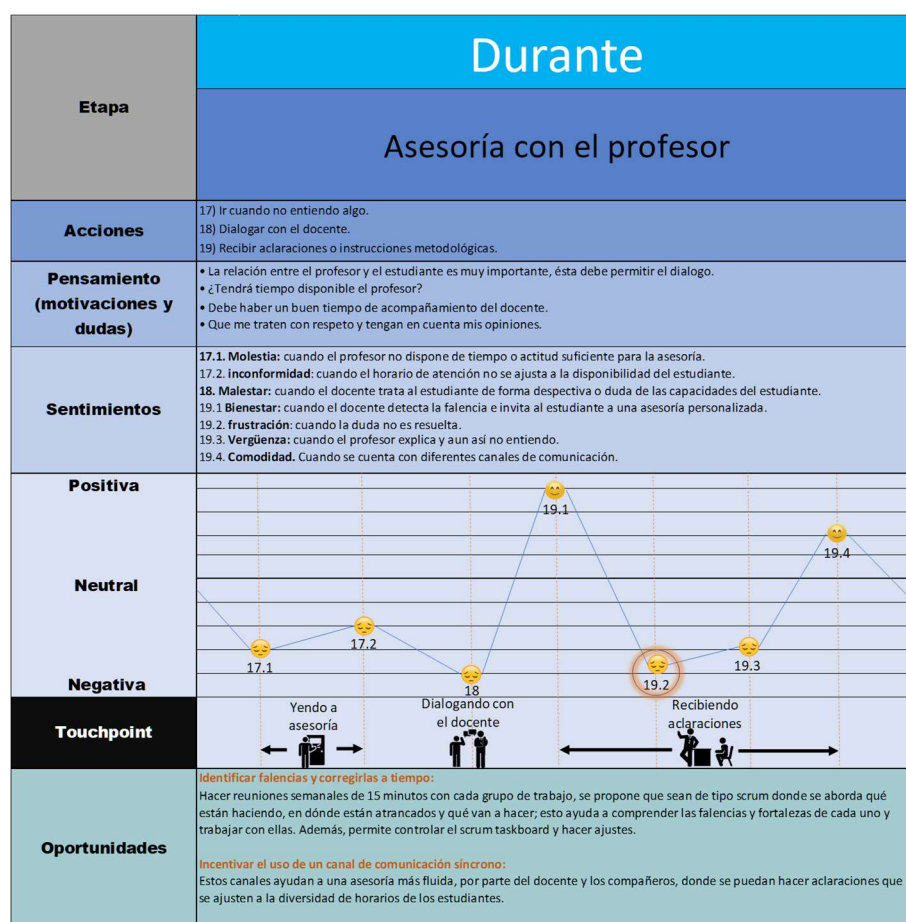 Etapa
Durante
Asesoría con el profesor
Acciones
17) Ir cuando no entiendo algo.
18) Dialogar con el docente.
19) Recibir aclaraciones o instrucciones metodológicas.
Pensamiento
(motivaciones y
dudas)
• La relación entre el profesor y el estudiante es muy importante, ésta debe permitir el dialogo.
• ¿Tendrá tiempo disponible el profesor?
• Debe haber un buen tiempo de acompañamiento del docente.
• Que me traten con respeto y tengan en cuenta mis opiniones.
Sentimientos
17.1. Molestia: cuando el profesor no dispone de tiempo o actitud suficiente para la asesoría.
17.2. inconformidad: cuando el horario de atención no se ajusta a la disponibilidad del estudiante.
18. Malestar: cuando el docente trata al estudiante de forma despectiva o duda de las capacidades del estudiante.
19.1 Bienestar: cuando el docente detecta la falencia e invita al estudiante a una asesoría personalizada.
19.2. frustración: cuando la duda no es resuelta.
19.3. Vergüenza: cuando el profesor explica y aun así no entiendo.
19.4. Comodidad. Cuando se cuenta con diferentes canales de comunicación.
Positiva
Neutral
Negativa
17.1
17.2
18
19.1
19.2
19.3
19.4
Touchpoint
Yendo a
asesoría
Dialogando con
el docente
Recibiendo
aclaraciones
Oportunidades
Identificar falencias y corregirlas a tiempo:
Hacer reuniones semanales de 15 minutos con cada grupo de trabajo, se propone que sean de tipo scrum donde se aborda qué
están haciendo, en dónde están atrancados y qué van a hacer; esto ayuda a comprender las falencias y fortalezas de cada uno y
trabajar con ellas. Además, permite controlar el scrum taskboard y hacer ajustes.
Incentivar el uso de un canal de comunicación síncrono:
Estos canales ayudan a una asesoría más fluida, por parte del docente y los compañeros, donde se puedan hacer aclaraciones que
se ajusten a la diversidad de horarios de los estudiantes.